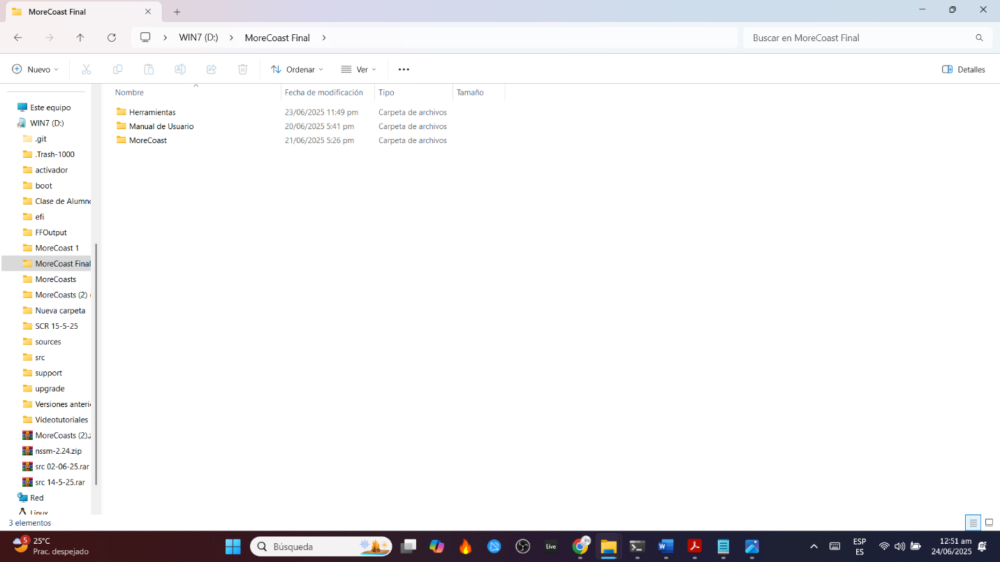 MoreCoast Final
WIN7 (D:) MoreCoast Final
Buscar en MoreCoast Final
Nuevo Ordenar Ver Detalles
Nombre Fecha de modificación Tipo Tamaño
Herramientas 23/06/2025 11:49 pm Carpeta de archivos
Manual de Usuario 20/06/2025 5:41 pm Carpeta de archivos
MoreCoast 21/06/2025 5:26 pm Carpeta de archivos
Este equipo
WIN7 (D:)
.git
.Trash-1000
activador
boot
Clase de Alumno
efi
FFOutput
MoreCoast 1
MoreCoast Final
MoreCoasts
MoreCoasts (2) (
Nueva carpeta
SCR 15-5-25
sources
src
support
upgrade
Versiones anteri
Videotutoriales
MoreCoasts (2).z
nssm-2.24.zip
src 02-06-25.rar
src 14-5-25.rar
Red
Linux
3 elementos
5
25°C
Prac. despejado
Búsqueda
Live
ESP
ES
12:51 am
24/06/2025